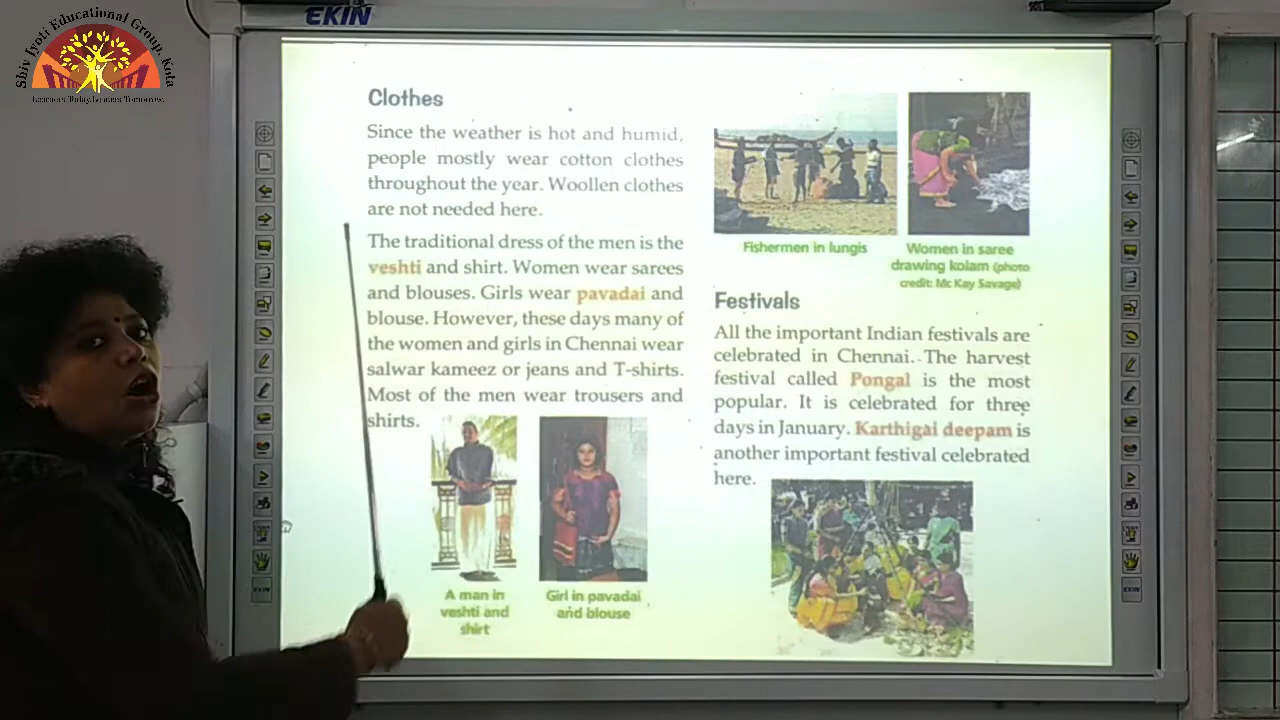 Shiv Jyoti Educational Group, Kota
Learners Today, Leaders Tomorrow.
EKIN
Clothes
Since the weather is hot and humid,
people mostly wear cotton clothes
throughout the year. Woollen clothes
are not needed here.
The traditional dress of the men is the
veshti and shirt. Women wear sarees
and blouses. Girls wear pavadai and
blouse. However, these days many of
the women and girls in Chennai wear
salwar kameez or jeans and T-shirts.
Most of the men wear trousers and
shirts.
A man in
veshti and
shirt
Girl in pavadai
and blouse
Fishermen in lungis
Women in saree
drawing kolam (photo
credit: Mc Kay Savage)
Festivals
All the important Indian festivals are
celebrated in Chennai. The harvest
festival called Pongal is the most
popular. It is celebrated for three
days in January. Karthigai deepam is
another important festival celebrated
here.
EKIN
EKIN